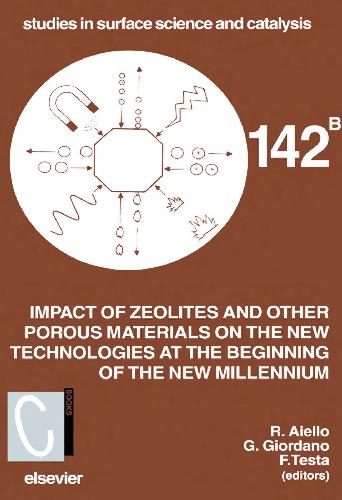 studies in surface science and catalysis
142 B
IMPACT OF ZEOLITES AND OTHER
POROUS MATERIALS ON THE NEW
TECHNOLOGIES AT THE BEGINNING
OF THE NEW MILLENNIUM
C
BOOKS
R. Aiello
G. Giordano
F.Testa
(editors)
elsevier